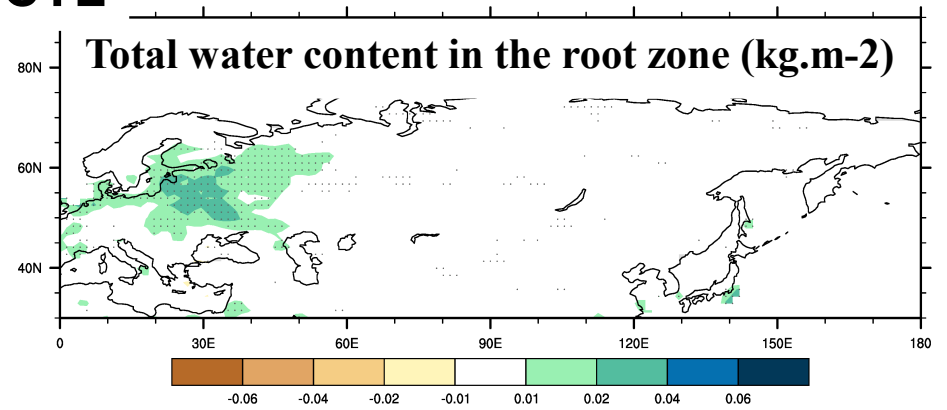 Total water content in the root zone (kg.m-2)
80N
60N
40N
0 30E 60E 90E 120E 150E 180
-0.06 -0.04 -0.02 -0.01 0.01 0.02 0.04 0.06